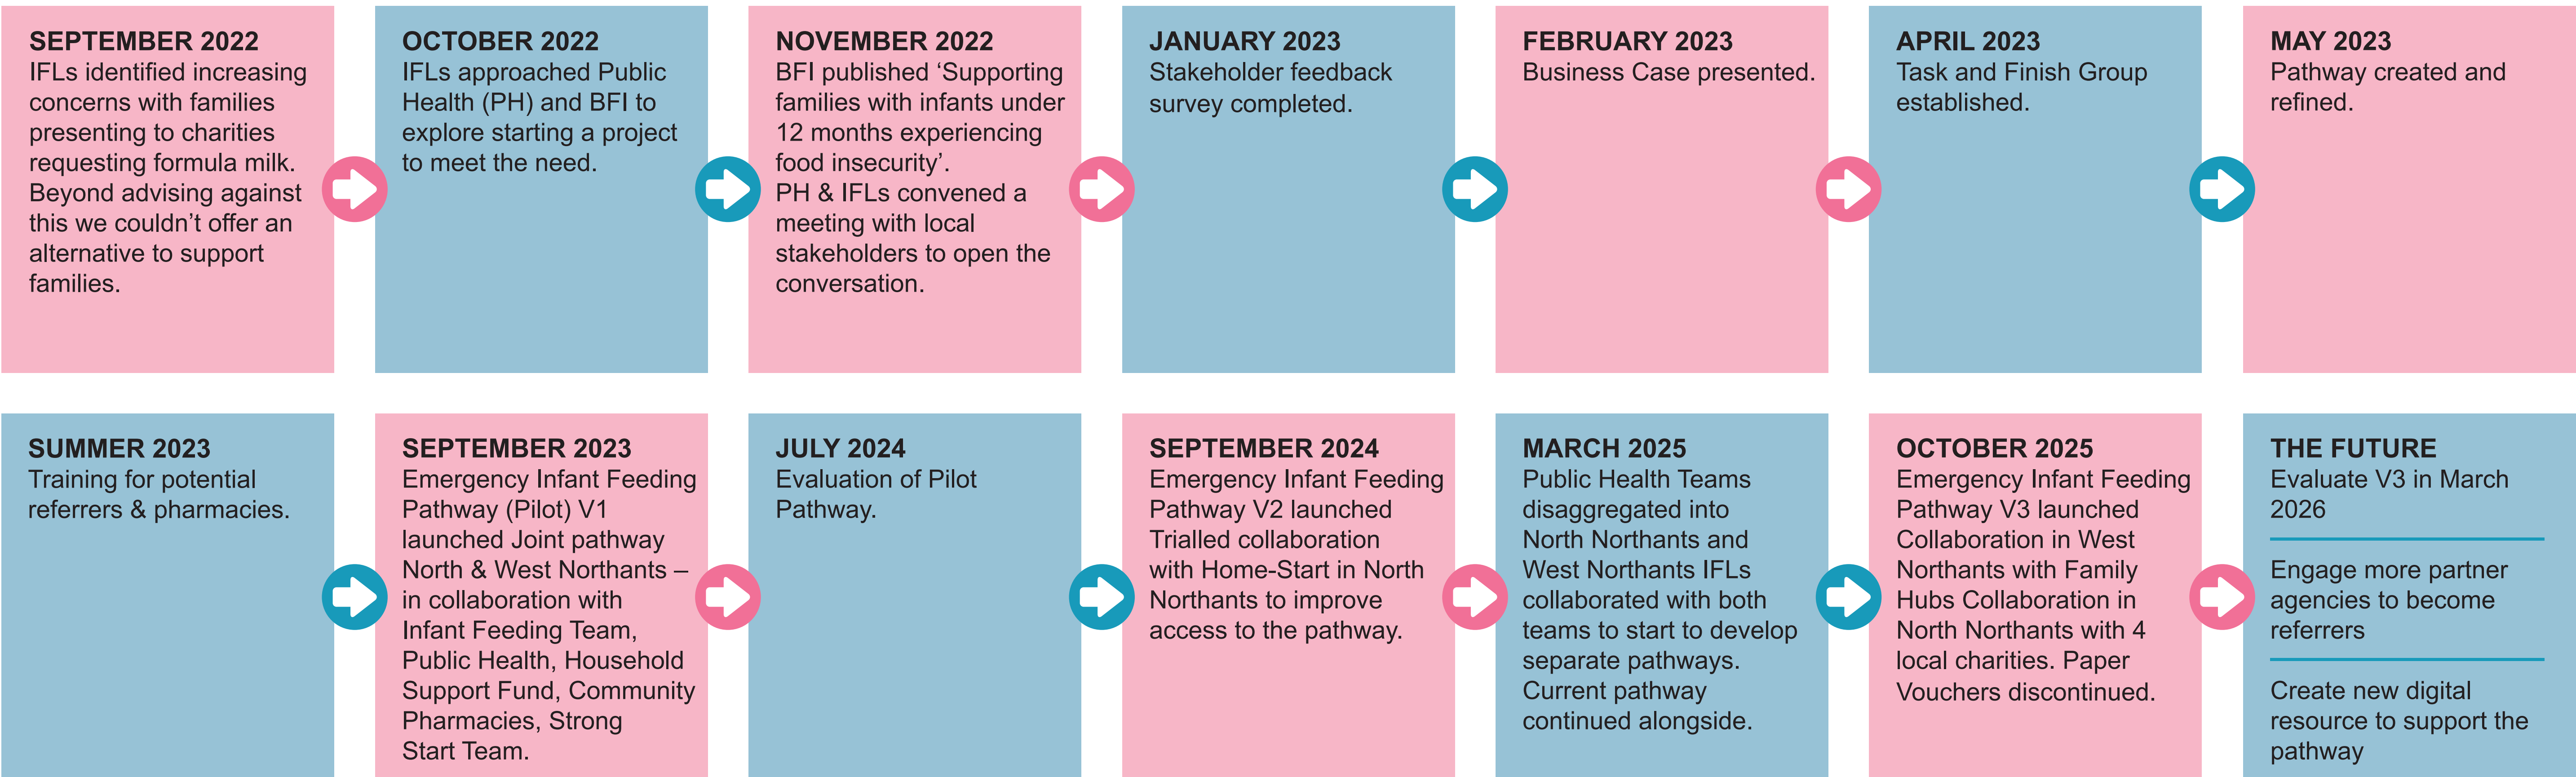 SEPTEMBER 2022
IFLs identified increasing
concerns with families
presenting to charities
requesting formula milk.
Beyond advising against
this we couldn’t offer an
alternative to support
families.
OCTOBER 2022
IFLs approached Public
Health (PH) and BFI to
explore starting a project
to meet the need.
NOVEMBER 2022
BFI published ‘Supporting
families with infants under
12 months experiencing
food insecurity’.
PH & IFLs convened a
meeting with local
stakeholders to open the
conversation.
JANUARY 2023
Stakeholder feedback
survey completed.
FEBRUARY 2023
Business Case presented.
APRIL 2023
Task and Finish Group
established.
MAY 2023
Pathway created and
refined.
SUMMER 2023
Training for potential
referrers & pharmacies.
SEPTEMBER 2023
Emergency Infant Feeding
Pathway (Pilot) V1
launched Joint pathway
North & West Northants –
in collaboration with
Infant Feeding Team,
Public Health, Household
Support Fund, Community
Pharmacies, Strong
Start Team.
JULY 2024
Evaluation of Pilot
Pathway.
SEPTEMBER 2024
Emergency Infant Feeding
Pathway V2 launched
Trialled collaboration
with Home-Start in North
Northants to improve
access to the pathway.
MARCH 2025
Public Health Teams
disaggregated into
North Northants and
West Northants IFLs
collaborated with both
teams to start to develop
separate pathways.
Current pathway
continued alongside.
OCTOBER 2025
Emergency Infant Feeding
Pathway V3 launched
Collaboration in West
Northants with Family
Hubs Collaboration in
North Northants with 4
local charities. Paper
Vouchers discontinued.
THE FUTURE
Evaluate V3 in March
2026
Engage more partner
agencies to become
referrers
Create new digital
resource to support the
pathway